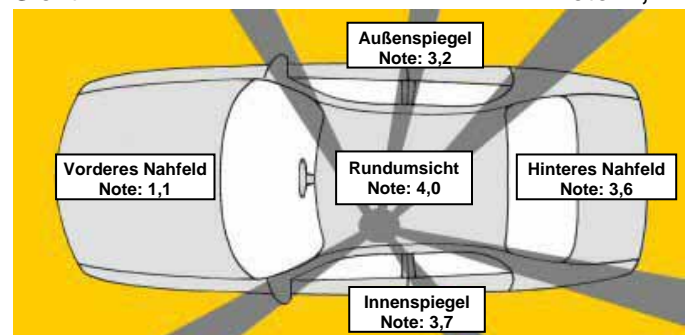 Außenspiegel
Note: 3,2
Vorderes Nahfeld
Note: 1,1
Rundumsicht
Note: 4,0
Hinteres Nahfeld
Note: 3,6
Innenspiegel
Note: 3,7